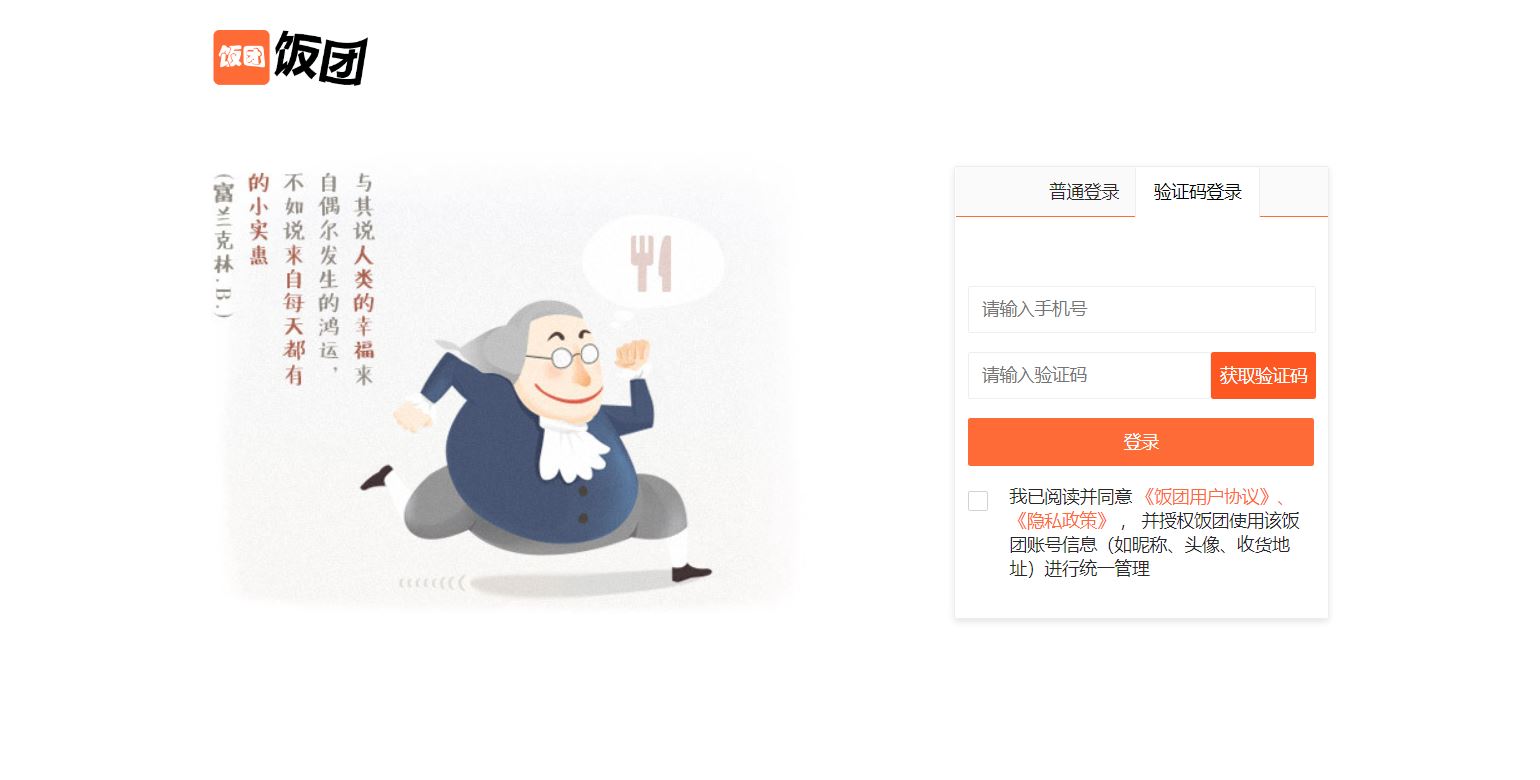 饭团 饭团
与其说人类的幸福来
自偶尔发生的鸿运，
不如说来自每天都有
的小实惠
(富兰克林.B.)
普通登录 验证码登录
请输入手机号
请输入验证码 获取验证码
登录
我已阅读并同意《饭团用户协议》、
《隐私政策》， 并授权饭团使用该饭
团账号信息（如昵称、头像、收货地
址）进行统一管理